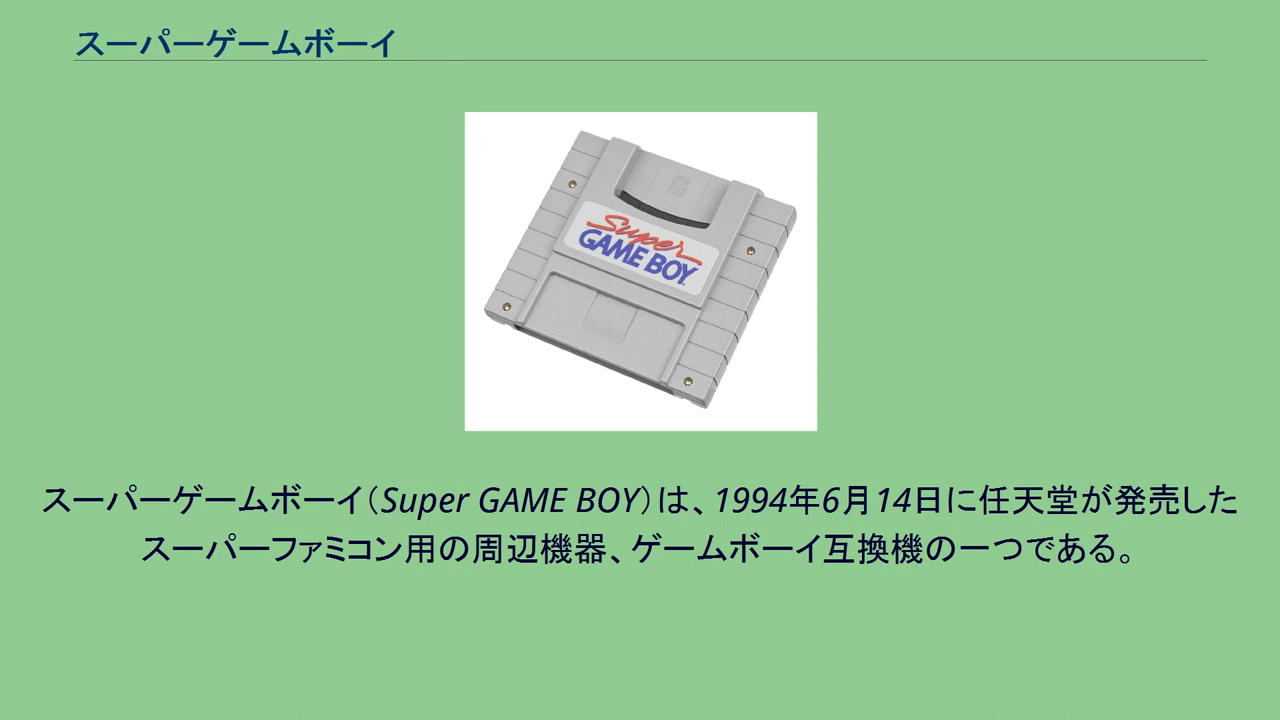 スーパーゲームボーイ
Super
GAME BOY
スーパーゲームボーイ（Super GAME BOY）は、1994年6月14日に任天堂が発売した
スーパーファミコン用の周辺機器、ゲームボーイ互換機の一つである。